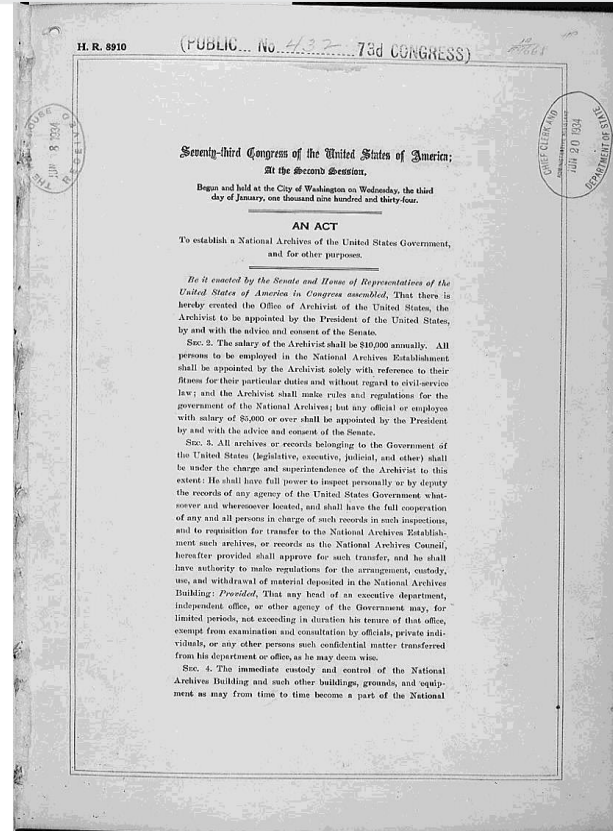 H. R. 8910
(PUBLIC... No. 432 73d CONGRESS)
THE HOUSE
JUN 8 1934
RECEIVED
CHIEF CLERK AND
JUN 20 1934
DEPARTMENT OF STATE
Seventy-third Congress of the United States of America;
At the Second Session,
Begun and held at the City of Washington on Wednesday, the third
day of January, one thousand nine hundred and thirty-four.
AN ACT
To establish a National Archives of the United States Government,
and for other purposes.
Be it enacted by the Senate and House of Representatives of the
United States of America in Congress assembled, That there is
hereby created the Office of Archivist of the United States, the
Archivist to be appointed by the President of the United States,
by and with the advice and consent of the Senate.
SEC. 2. The salary of the Archivist shall be $10,000 annually. All
persons to be employed in the National Archives Establishment
shall be appointed by the Archivist solely with reference to their
fitness for their particular duties and without regard to civil-service
law; and the Archivist shall make rules and regulations for the
government of the National Archives; but any official or employee
with salary of $5,000 or over shall be appointed by the President
by and with the advice and consent of the Senate.
SEC. 3. All archives or records belonging to the Government of
the United States (legislative, executive, judicial, and other) shall
be under the charge and superintendence of the Archivist to this
extent: He shall have full power to inspect personally or by deputy
the records of any agency of the United States Government what-
soever and wheresoever located, and shall have the full cooperation
of any and all persons in charge of such records in such inspections,
and to requisition for transfer to the National Archives Establish-
ment such archives, or records as the National Archives Council,
hereafter provided shall approve for such transfer, and he shall
have authority to make regulations for the arrangement, custody,
use, and withdrawal of material deposited in the National Archives
Building: Provided, That any head of an executive department,
independent office, or other agency of the Government may, for
limited periods, not exceeding in duration his tenure of that office,
exempt from examination and consultation by officials, private indi-
viduals, or any other persons such confidential matter transferred
from his department or office, as he may deem wise.
SEC. 4. The immediate custody and control of the National
Archives Building and such other buildings, grounds, and equip-
ment as may from time to time become a part of the National